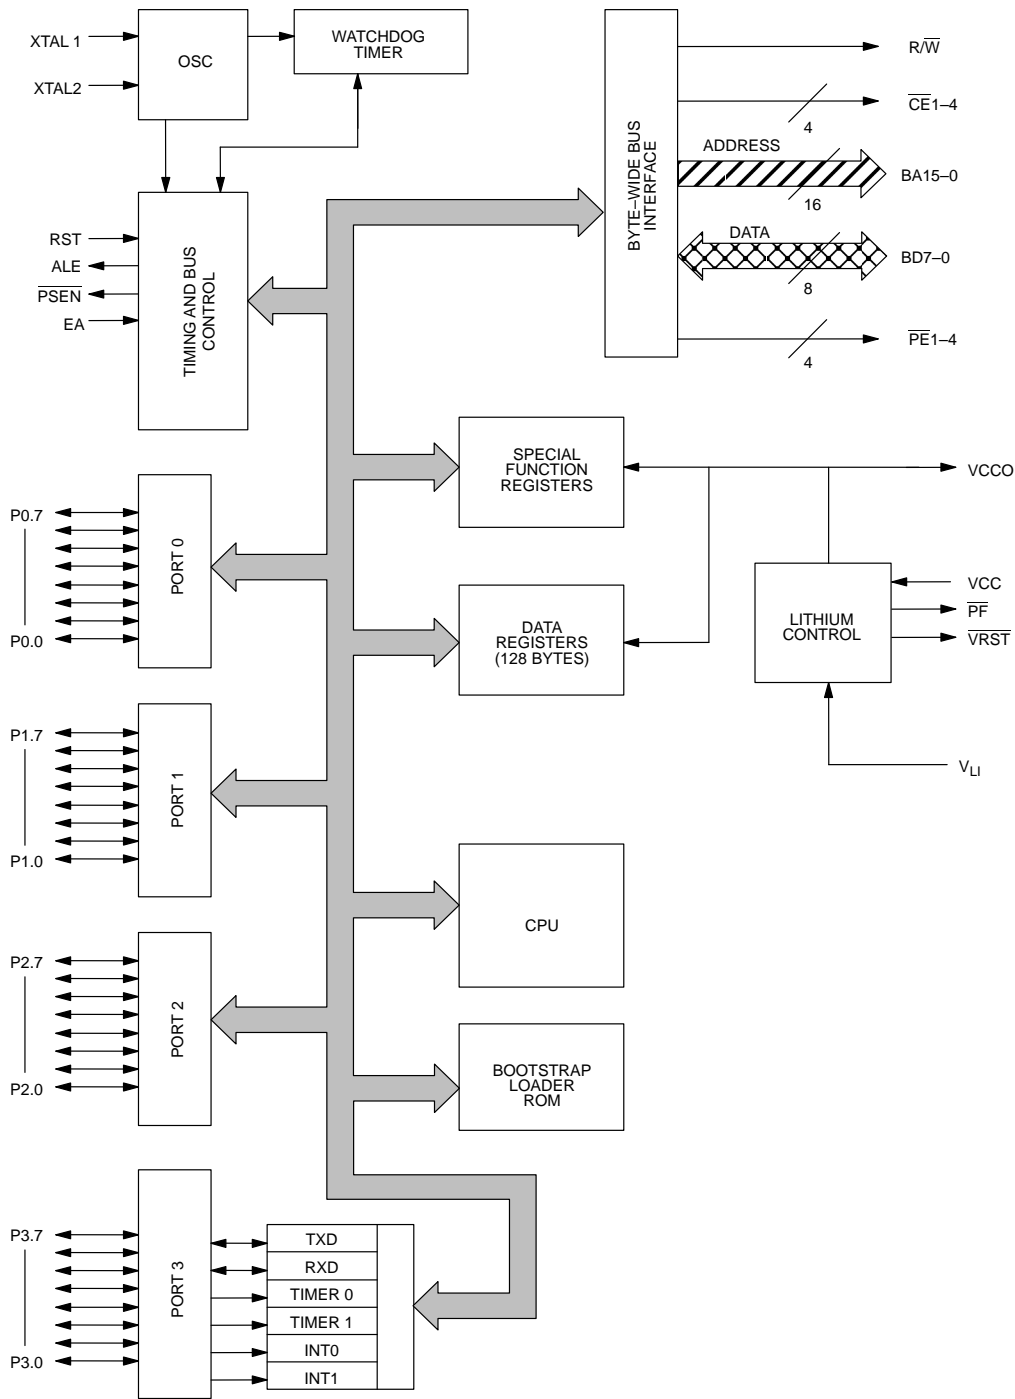 XTAL 1
XTAL2
OSC
WATCHDOG
TIMER
RST
ALE
PSEN
EA
TIMING AND BUS
CONTROL
BYTE–WIDE BUS
INTERFACE
R/W
CE1–4
4
ADDRESS
BA15–0
16
DATA
BD7–0
8
PE1–4
4
SPECIAL
FUNCTION
REGISTERS
VCCO
P0.7
P0.0
PORT 0
DATA
REGISTERS
(128 BYTES)
LITHIUM
CONTROL
VCC
PF
VRST
VLI
P1.7
P1.0
PORT 1
CPU
P2.7
P2.0
PORT 2
BOOTSTRAP
LOADER
ROM
P3.7
P3.0
PORT 3
TXD
RXD
TIMER 0
TIMER 1
INT0
INT1